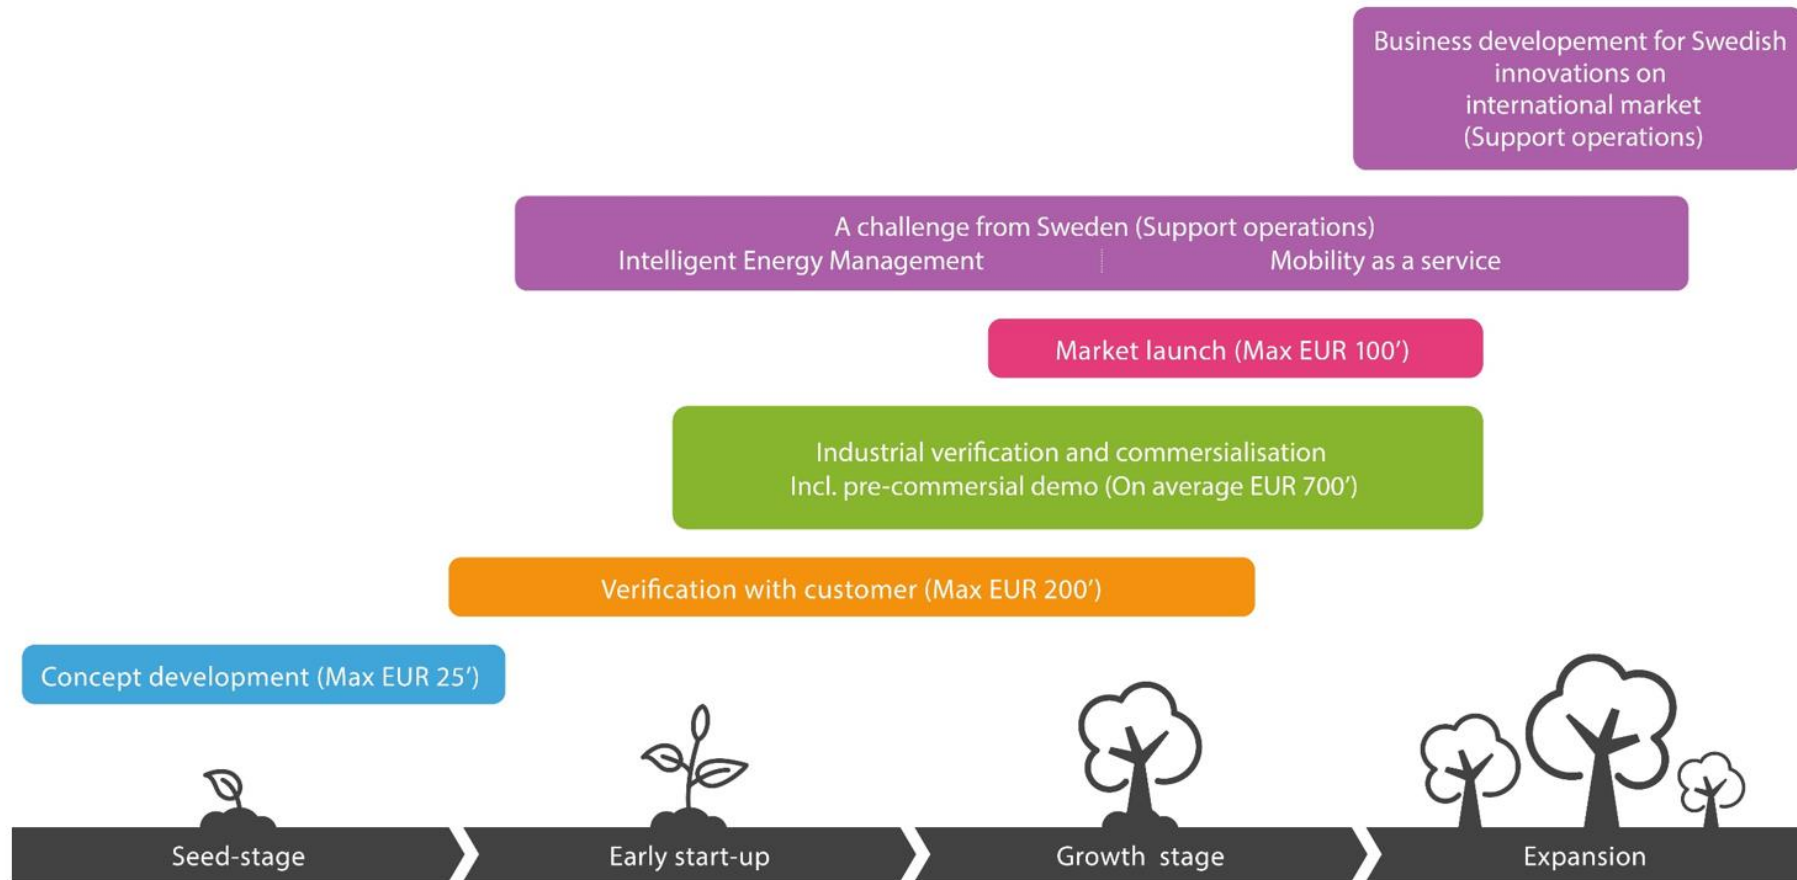 Business developement for Swedish
innovations on
international market
(Support operations)
A challenge from Sweden (Support operations)
Intelligent Energy Management
Mobility as a service
Market launch (Max EUR 100’)
Industrial verification and commersialisation
Incl. pre-commersial demo (On average EUR 700’)
Verification with customer (Max EUR 200’)
Concept development (Max EUR 25’)
Seed-stage
Early start-up
Growth stage
Expansion